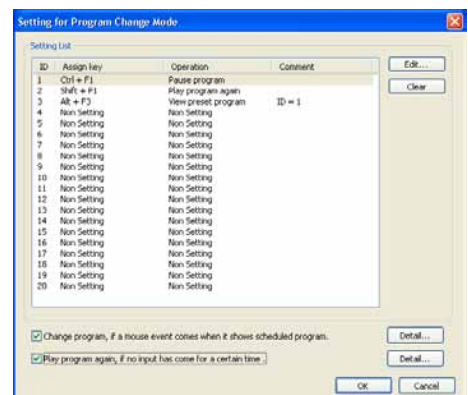 Setting for Program Change Mode
Setting List
ID Assign key Operation Comment
1 Ctrl + F1 Pause program
2 Shift + F1 Play program again
3 Alt + F3 View preset program ID = 1
4 Non Setting Non Setting
5 Non Setting Non Setting
6 Non Setting Non Setting
7 Non Setting Non Setting
8 Non Setting Non Setting
9 Non Setting Non Setting
10 Non Setting Non Setting
11 Non Setting Non Setting
12 Non Setting Non Setting
13 Non Setting Non Setting
14 Non Setting Non Setting
15 Non Setting Non Setting
16 Non Setting Non Setting
17 Non Setting Non Setting
18 Non Setting Non Setting
19 Non Setting Non Setting
20 Non Setting Non Setting
Edit...
Clear
Change program, if a mouse event comes when it shows scheduled program.
Detail...
Play program again, if no input has come for a certain time .
Detail...
OK Cancel